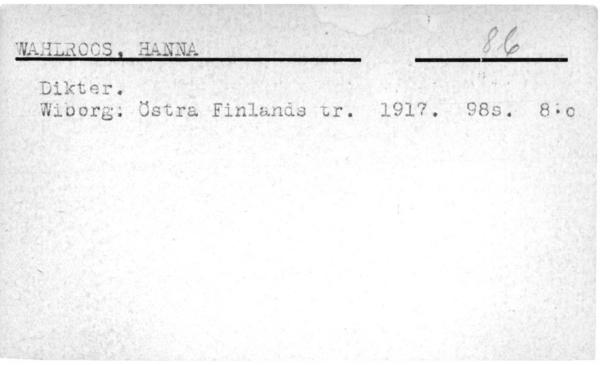 WAHLROOS, HANNA 86
Dikter.
Wiborg: Östra Finlands tr. 1917. 98s. 8:o